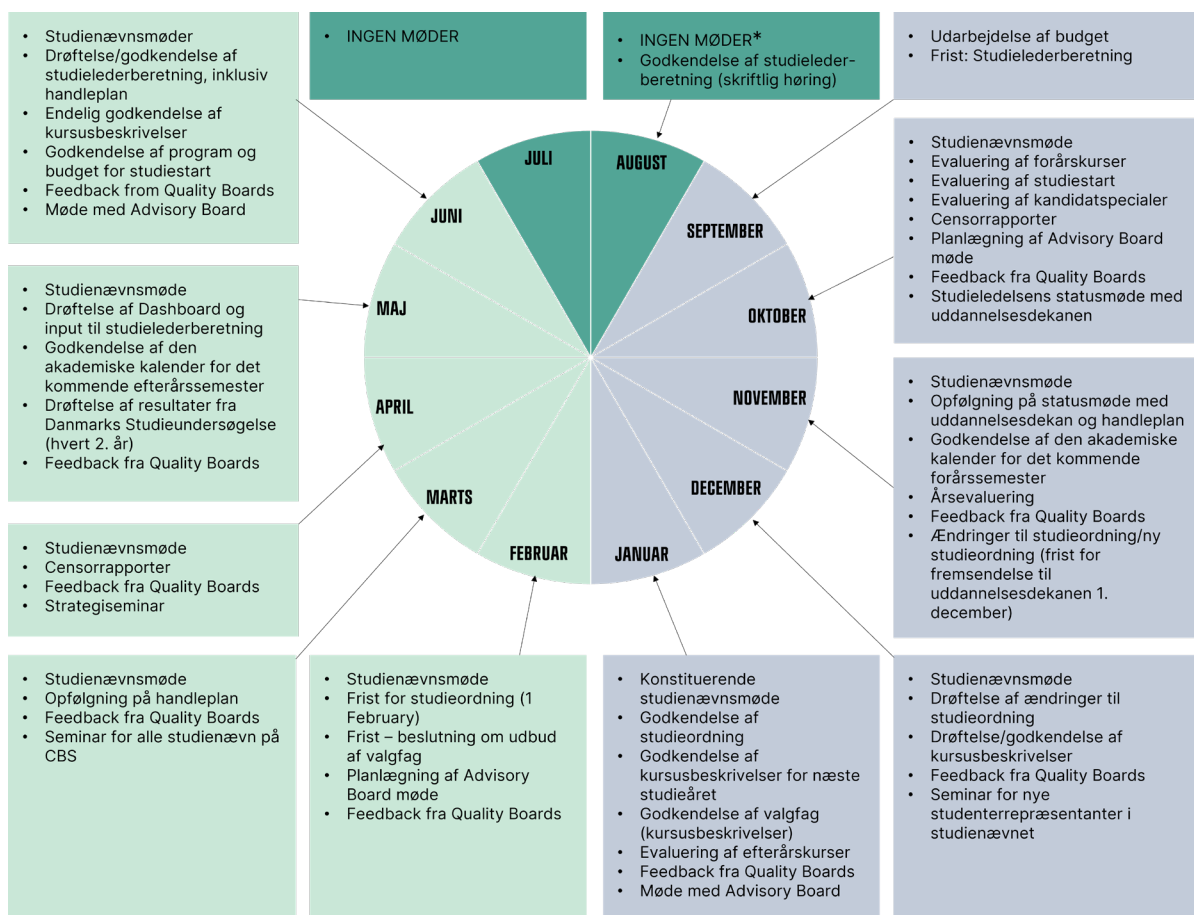 • Studienævnsmøder
• Drøftelse/godkendelse af
studielederberetning, inklusiv
handleplan
• Endelig godkendelse af
kursusbeskrivelser
• Godkendelse af program og
budget for studiestart
• Feedback from Quality Boards
• Møde med Advisory Board
• INGEN MØDER
• INGEN MØDER*
• Godkendelse af studieleder-
beretning (skriftlig høring)
• Udarbejdelse af budget
• Frist: Studielederberetning
• Studienævnsmøde
• Evaluering af forårskurser
• Evaluering af studiestart
• Evaluering af kandidatspecialer
• Censorrapporter
• Planlægning af Advisory Board
møde
• Feedback fra Quality Boards
• Studieledelsens statusmøde med
uddannelsesdekanen
JULI
AUGUST
JUNI
SEPTEMBER
MAJ
OKTOBER
APRIL
NOVEMBER
MARTS
DECEMBER
FEBRUAR
JANUAR
• Studienævnsmøde
• Drøftelse af Dashboard og
input til studielederberetning
• Godkendelse af den
akademiske kalender for det
kommende efterårssemester
• Drøftelse af resultater fra
Danmarks Studieundersøgelse
(hvert 2. år)
• Feedback fra Quality Boards
• Studienævnsmøde
• Opfølgning på statusmøde med
uddannelsesdekan og handleplan
• Godkendelse af den akademiske
kalender for det kommende
forårssemester
• Årsevaluering
• Feedback fra Quality Boards
• Ændringer til studieordning/ny
studieordning (frist for
fremsendelse til
uddannelsesdekanen 1.
december)
• Studienævnsmøde
• Censorrapporter
• Feedback fra Quality Boards
• Strategiseminar
• Studienævnsmøde
• Opfølgning på handleplan
• Feedback fra Quality Boards
• Seminar for alle studienævn på
CBS
• Studienævnsmøde
• Frist for studieordning (1
February)
• Frist – beslutning om udbud
af valgfag
• Planlægning af Advisory
Board møde
• Feedback fra Quality Boards
• Konstituerende
studienævnsmøde
• Godkendelse af
studieordning
• Godkendelse af
kursusbeskrivelser for næste
studieåret
• Godkendelse af valgfag
(kursusbeskrivelser)
• Evaluering af efterårskurser
• Feedback fra Quality Boards
• Møde med Advisory Board
• Studienævnsmøde
• Drøftelse af ændringer til
studieordning
• Drøftelse/godkendelse af
kursusbeskrivelser
• Feedback fra Quality Boards
• Seminar for nye
studenterrepræsentanter i
studienævnet